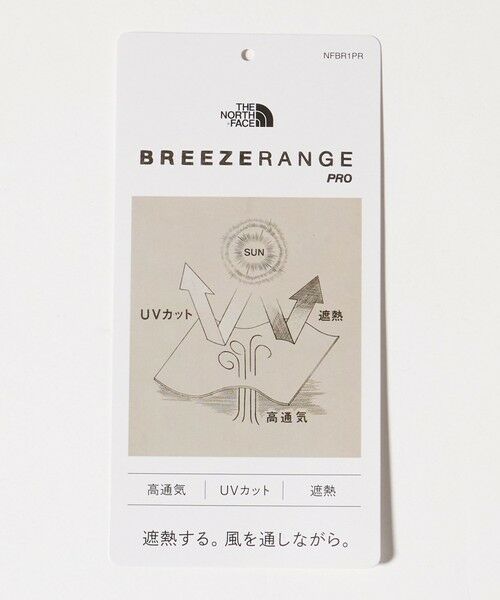 NFBR1PR
THE
NORTH
FACE
BREEZERANGE
PRO
SUN
UVカット
遮熱
高通気
高通気 UVカット 遮熱
遮熱する。風を通しながら。